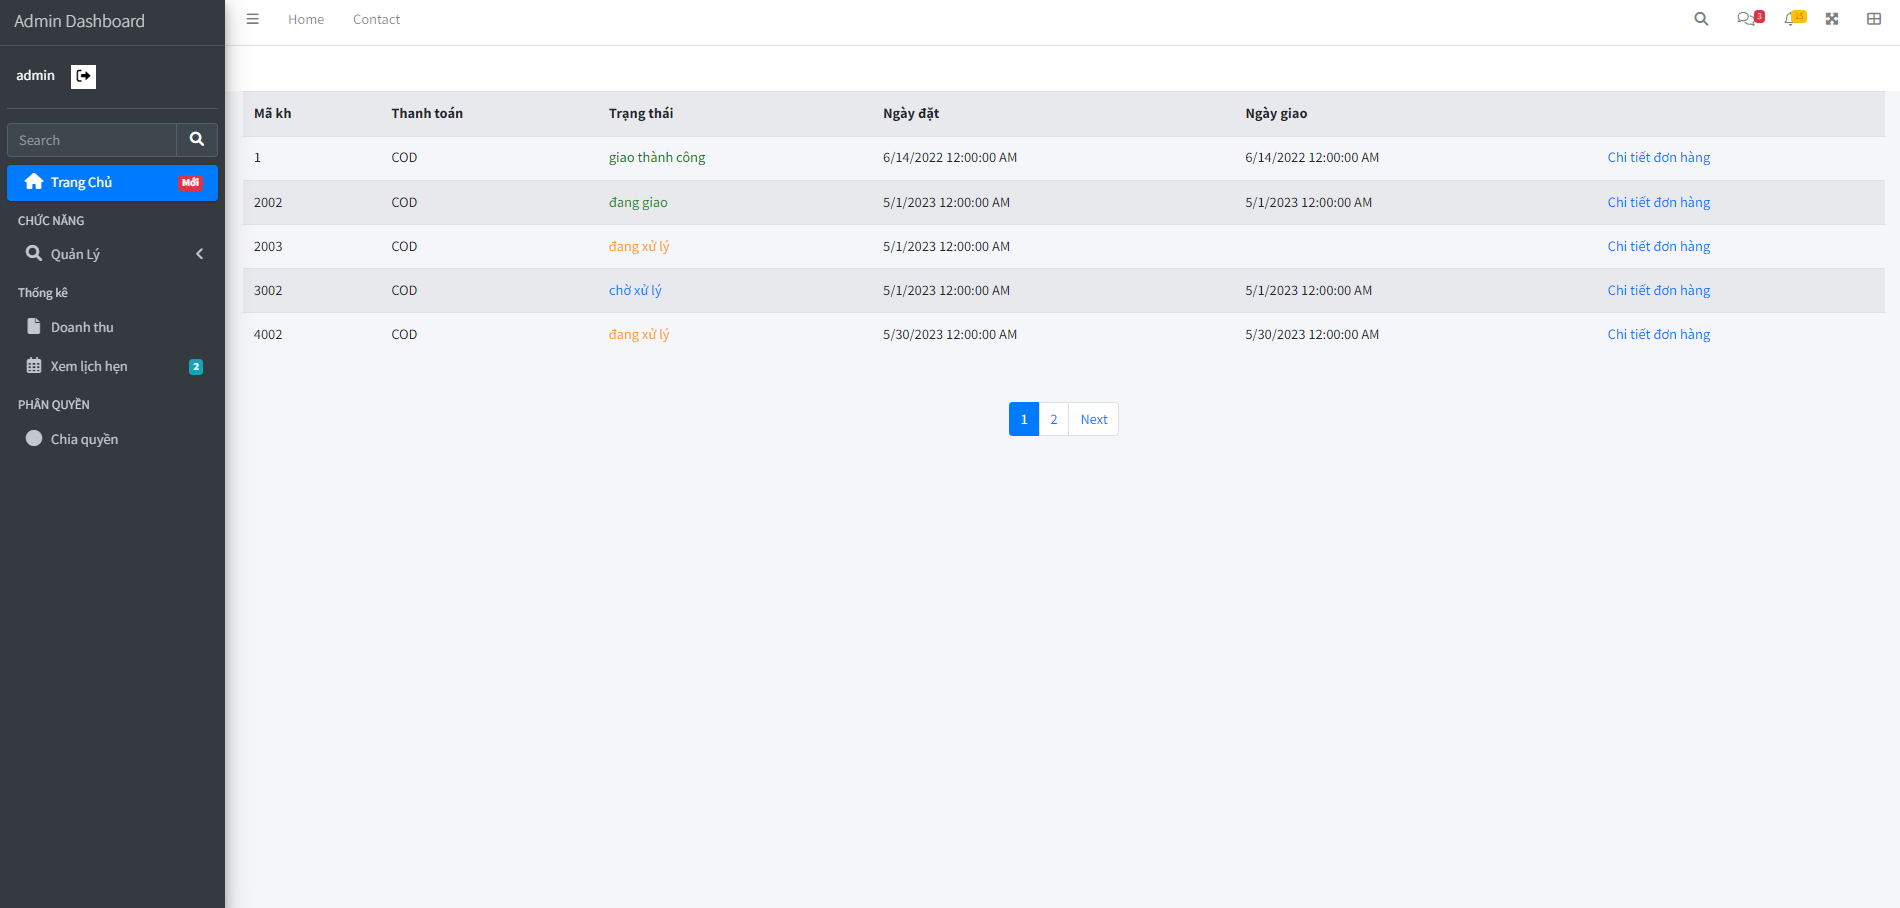 Admin Dashboard
Home
Contact
3
15
admin
Search
Trang Chủ
Mới
CHỨC NĂNG
Quản Lý
Thống kê
Doanh thu
Xem lịch hẹn
2
PHÂN QUYỀN
Chia quyền
Mã kh Thanh toán Trạng thái Ngày đặt Ngày giao
1 COD giao thành công 6/14/2022 12:00:00 AM 6/14/2022 12:00:00 AM Chi tiết đơn hàng
2002 COD đang giao 5/1/2023 12:00:00 AM 5/1/2023 12:00:00 AM Chi tiết đơn hàng
2003 COD đang xử lý 5/1/2023 12:00:00 AM Chi tiết đơn hàng
3002 COD chờ xử lý 5/1/2023 12:00:00 AM 5/1/2023 12:00:00 AM Chi tiết đơn hàng
4002 COD đang xử lý 5/30/2023 12:00:00 AM 5/30/2023 12:00:00 AM Chi tiết đơn hàng
1 2 Next